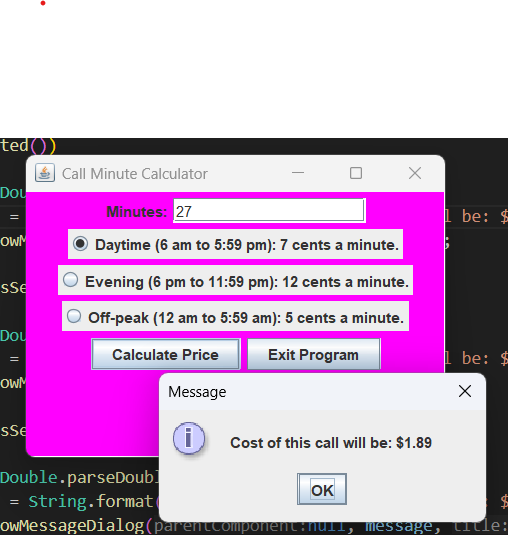 ted())
Call Minute Calculator
Dou
Minutes: 27
= l be: $
owM ;
Daytime (6 am to 5:59 pm): 7 cents a minute.
Evening (6 pm to 11:59 pm): 12 cents a minute.
sSe
Off-peak (12 am to 5:59 am): 5 cents a minute.
Dou
Calculate Price Exit Program
= l be: $
owM
Message
sSe
Cost of this call will be: $1.89
Double.parseDoubl
OK
= String.format( $
owMessageDialog(parentComponent:null, message, title: